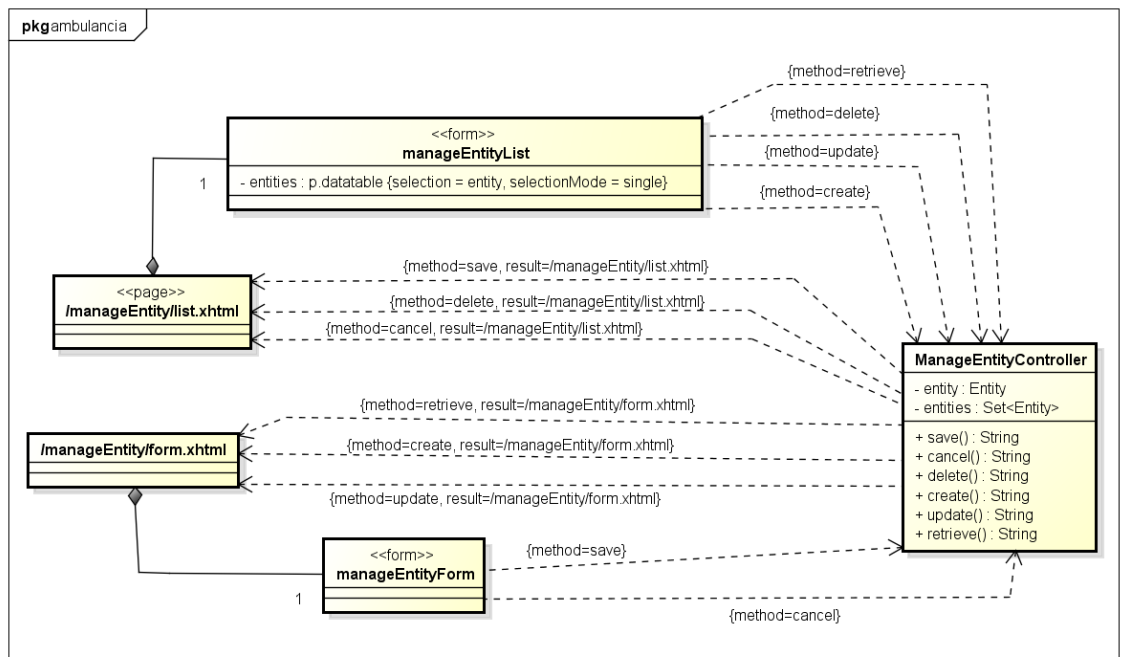 pkg ambulancia
{method=retrieve}
{method=delete}
{method=update}
{method=create}
<<form>>
manageEntityList
- entities : p.datatable {selection = entity, selectionMode = single}
1
{method=save, result=/manageEntity/list.xhtml}
{method=delete, result=/manageEntity/list.xhtml}
{method=cancel, result=/manageEntity/list.xhtml}
<<page>>
/manageEntity/list.xhtml
ManageEntityController
- entity : Entity
- entities : Set<Entity>
+ save() : String
+ cancel() : String
+ delete() : String
+ create() : String
+ update() : String
+ retrieve() : String
{method=retrieve, result=/manageEntity/form.xhtml}
{method=create, result=/manageEntity/form.xhtml}
{method=update, result=/manageEntity/form.xhtml}
/manageEntity/form.xhtml
<<form>>
manageEntityForm
1
{method=save}
{method=cancel}